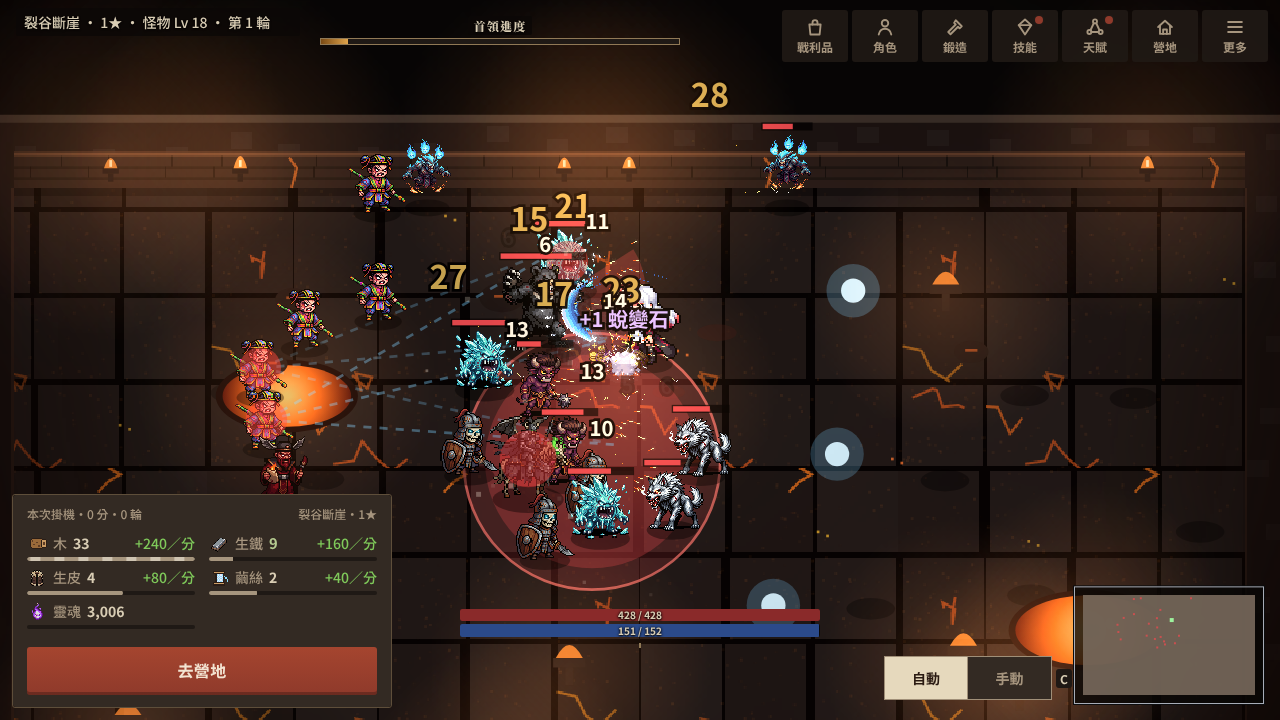 裂谷斷崖 • 1★ • 怪物 Lv 18 • 第 1 輪
首領進度
戰利品
角色
鍛造
技能
天賦
營地
更多
28
15
21
11
6
27
17
23
14
+1 蛻變石
13
13
10
本次掛機・0 分・0 輪
裂谷斷崖・1★
木 33 +240／分
生鐵 9 +160／分
生皮 4 +80／分
繭絲 2 +40／分
靈魂 3,006
去營地
428 / 428
151 / 152
自動
手動
C